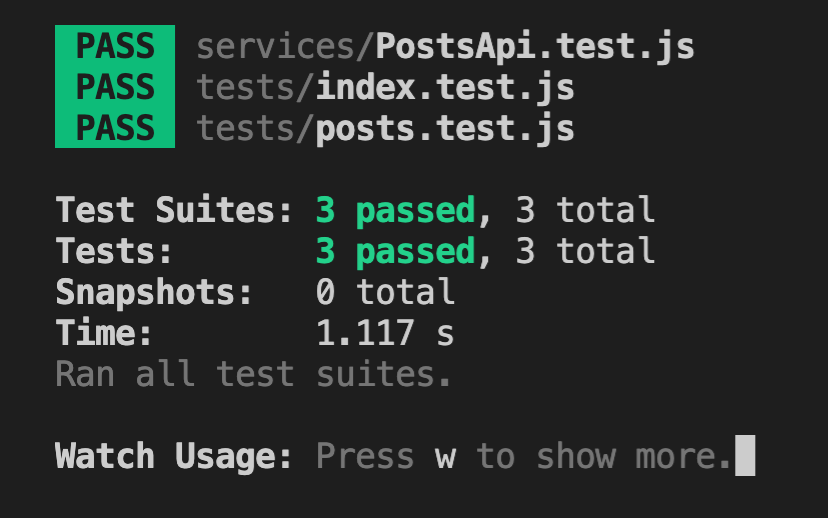 PASS services/PostsApi.test.js
PASS tests/index.test.js
PASS tests/posts.test.js
Test Suites: 3 passed, 3 total
Tests: 3 passed, 3 total
Snapshots: 0 total
Time: 1.117 s
Ran all test suites.
Watch Usage: Press w to show more.